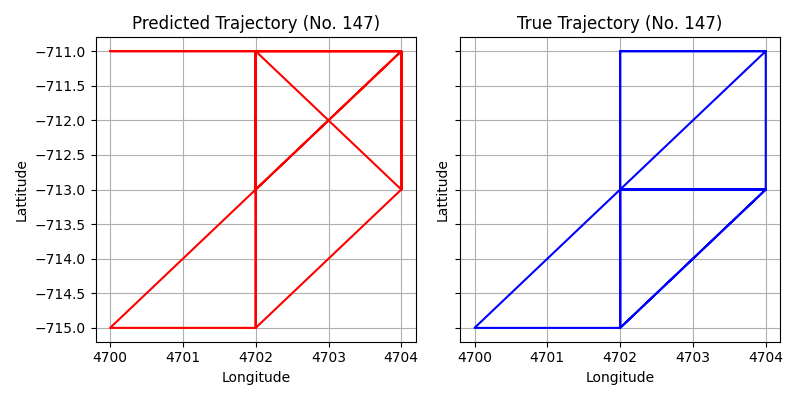 Predicted Trajectory (No. 147)
True Trajectory (No. 147)
−711.0
−711.5
−712.0
−712.5
−713.0
−713.5
−714.0
−714.5
−715.0
Lattitude
Lattitude
4700 4701 4702 4703 4704
4700 4701 4702 4703 4704
Longitude
Longitude